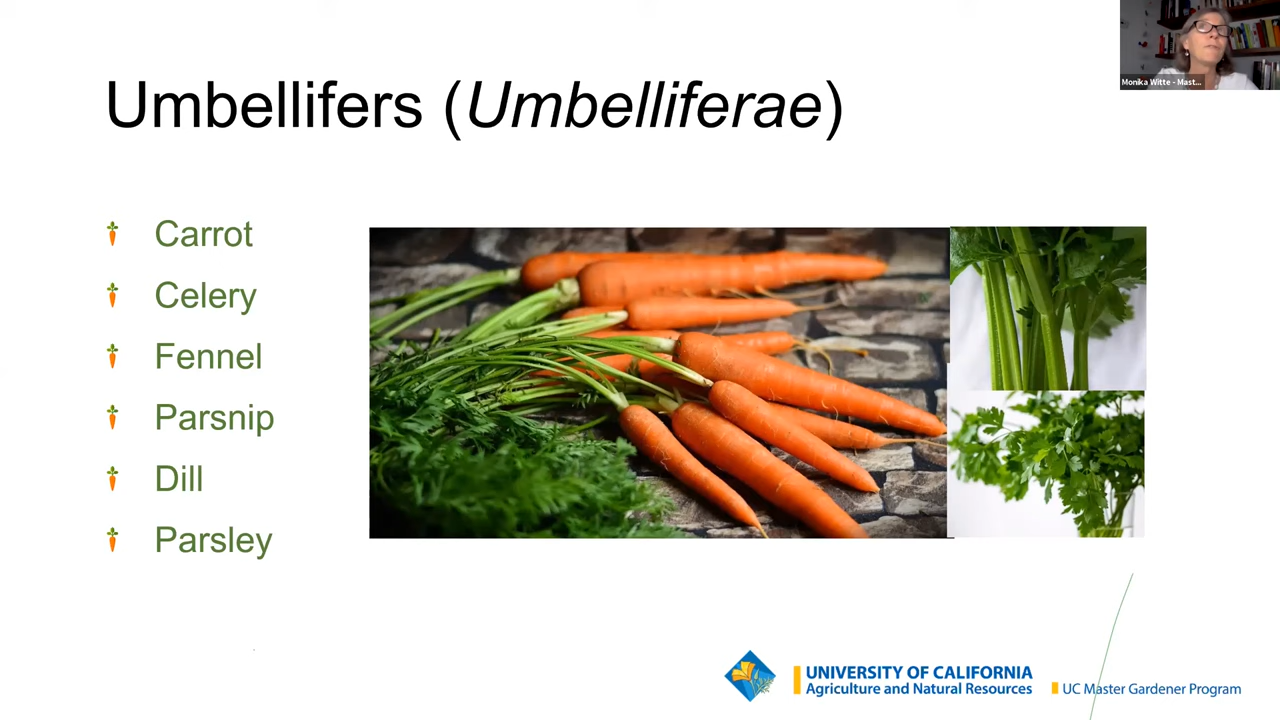 Monika Witte - Mast...
Umbellifers (Umbelliferae)
Carrot
Celery
Fennel
Parsnip
Dill
Parsley
UNIVERSITY OF CALIFORNIA
Agriculture and Natural Resources
UC Master Gardener Program